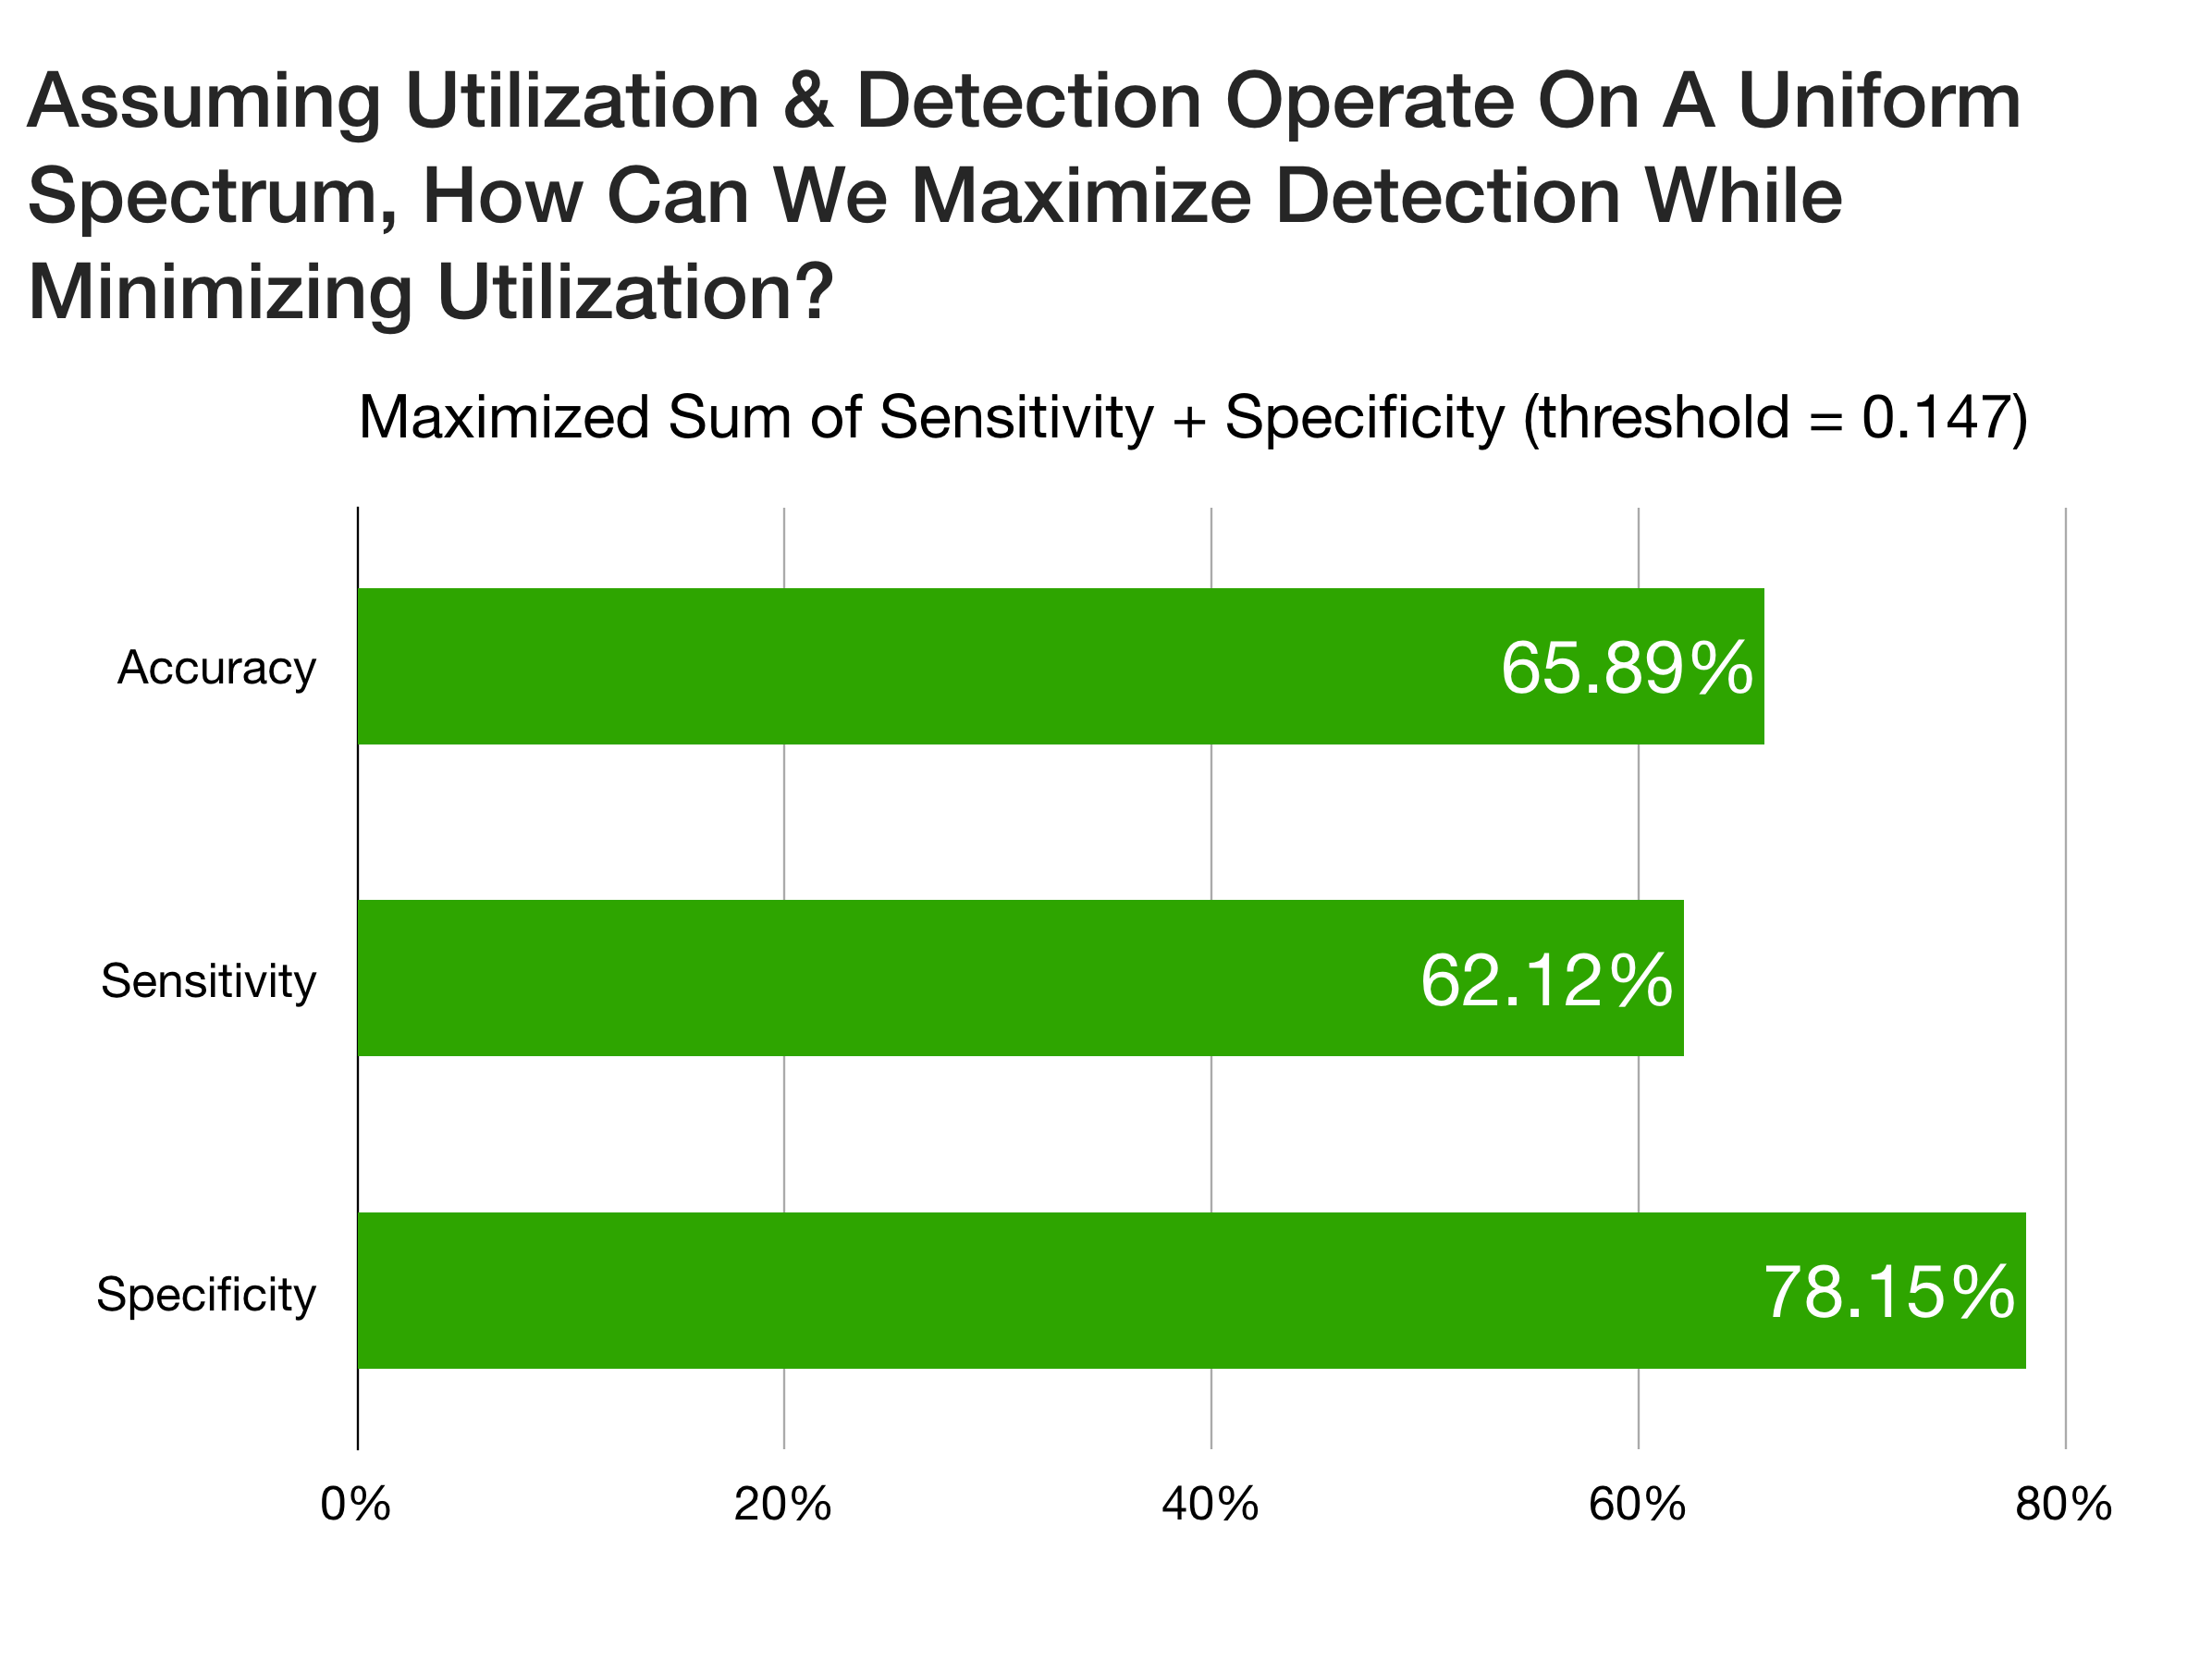 Assuming Utilization & Detection Operate On A Uniform
Spectrum, How Can We Maximize Detection While
Minimizing Utilization?
Maximized Sum of Sensitivity + Specificity (threshold = 0.147)
Accuracy
65.89%
Sensitivity
62.12%
Specificity
78.15%
0%
20%
40%
60%
80%